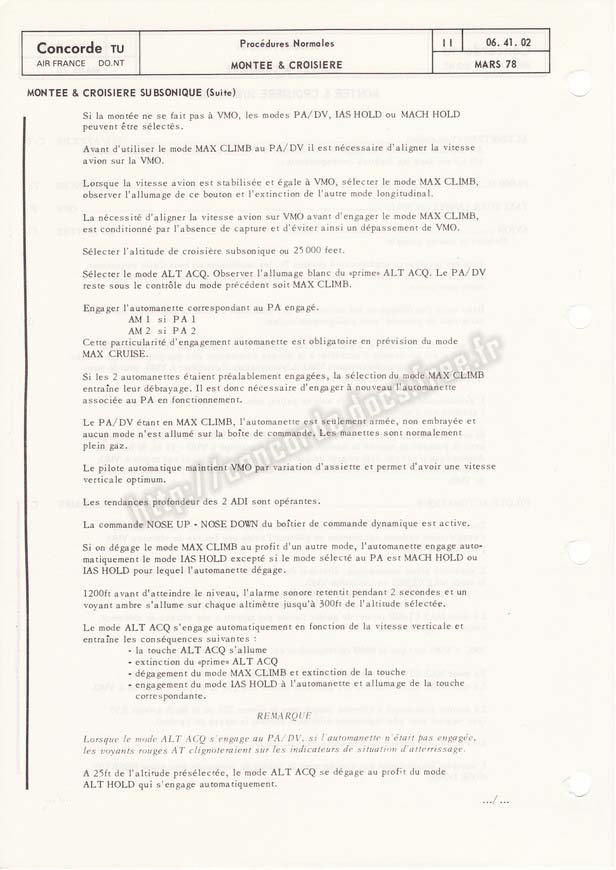 Concorde TU
AIR FRANCE DO.NT
Procédures Normales
MONTEE & CROISIERE
11
06.41.02
MARS 78
MONTEE & CROISIERE SUBSONIQUE (Suite)
Si la montée ne se fait pas à VMO, les modes PA/DV, IAS HOLD ou MACH HOLD
peuvent être sélectés.
Avant d'utiliser le mode MAX CLIMB au PA/DV il est nécessaire d'aligner la vitesse
avion sur la VMO.
Lorsque la vitesse avion est stabilisée et égale à VMO, sélecter le mode MAX CLIMB,
observer l'allumage de ce bouton et l'extinction de l'autre mode longitudinal.
La nécessité d'aligner la vitesse avion sur VMO avant d'engager le mode MAX CLIMB,
est conditionné par l'absence de capture et d'éviter ainsi un dépassement de VMO.
Sélecter l'altitude de croisière subsonique ou 25000 feet.
Sélecter le mode ALT ACQ. Observer l'allumage blanc du «prime» ALT ACQ. Le PA/DV
reste sous le contrôle du mode précédent soit MAX CLIMB.
Engager l'automanette correspondant au PA engagé.
AM 1 si PA 1
AM 2 si PA 2
Cette particularité d'engagement automanette est obligatoire en prévision du mode
MAX CRUISE.
Si les 2 automanettes étaient préalablement engagées, la sélection du mode MAX CLIMB
entraîne leur débrayage. Il est donc nécessaire d'engager à nouveau l'automanette
associée au PA en fonctionnement.
Le PA/DV étant en MAX CLIMB, l'automanette est seulement armée, non embrayée et
aucun mode n'est allumé sur la boîte de commande. Les manettes sont normalement
plein gaz.
Le pilote automatique maintient VMO par variation d'assiette et permet d'avoir une vitesse
verticale optimum.
Les tendances profondeur des 2 ADI sont opérantes.
La commande NOSE UP - NOSE DOWN du boîtier de commande dynamique est active.
Si on dégage le mode MAX CLIMB au profit d'un autre mode, l'automanette engage auto-
matiquement le mode IAS HOLD excepté si le mode sélecté au PA est MACH HOLD ou
IAS HOLD pour lequel l'automanette dégage.
1200ft avant d'atteindre le niveau, l'alarme sonore retentit pendant 2 secondes et un
voyant ambre s'allume sur chaque altimètre jusqu'à 300ft de l'altitude sélectée.
Le mode ALT ACQ s'engage automatiquement en fonction de la vitesse verticale et
entraîne les conséquences suivantes :
- la touche ALT ACQ s'allume
- extinction du «prime» ALT ACQ
- dégagement du mode MAX CLIMB et extinction de la touche
- engagement du mode IAS HOLD à l'automanette et allumage de la touche
correspondante.
REMARQUE
Lorsque le mode ALT ACQ s'engage au PA/DV, si l'automanette n'était pas engagée,
les voyants rouges AT clignoteraient sur les indicateurs de situation d'atterrissage.
A 25ft de l'altitude présélectée, le mode ALT ACQ se dégage au profit du mode
ALT HOLD qui s'engage automatiquement.
.../ ...
http://concorde.docs.free.fr